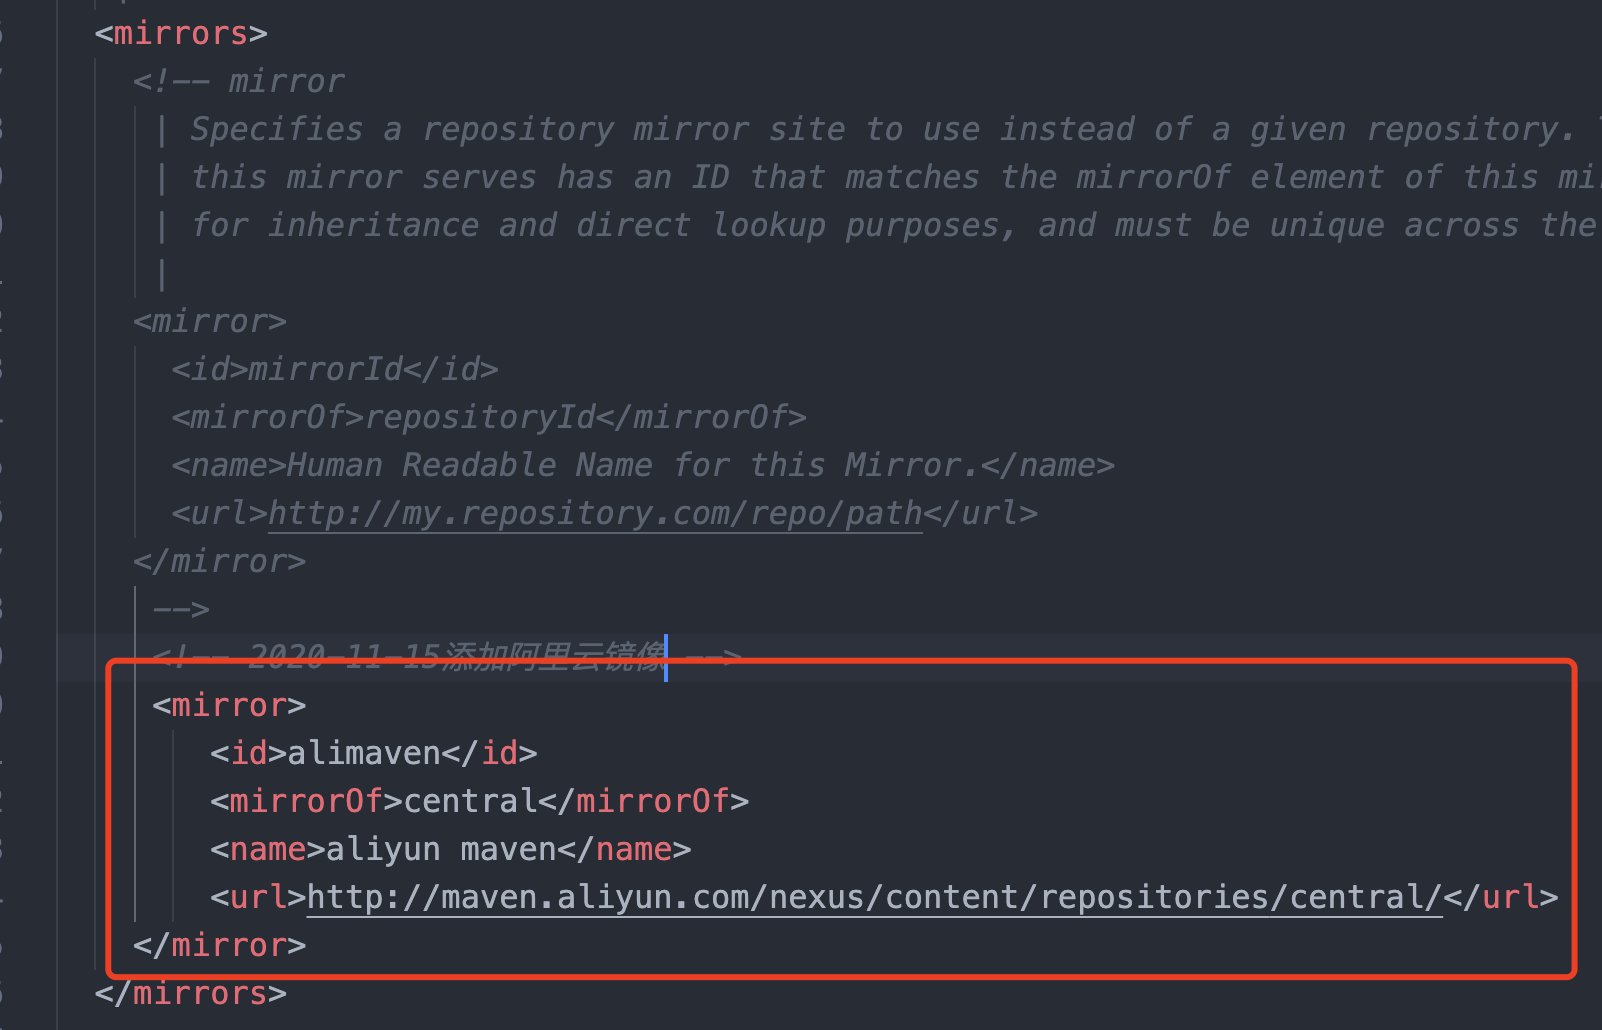 <mirrors>
<!-- mirror
| Specifies a repository mirror site to use instead of a given repository.
| this mirror serves has an ID that matches the mirrorOf element of this
| for inheritance and direct lookup purposes, and must be unique across the
|
<mirror>
<id>mirrorId</id>
<mirrorOf>repositoryId</mirrorOf>
<name>Human Readable Name for this Mirror.</name>
<url>http://my.repository.com/repo/path</url>
</mirror>
-->
<!-- 2020-11-15添加阿里云镜像 -->
<mirror>
<id>alimaven</id>
<mirrorOf>central</mirrorOf>
<name>aliyun maven</name>
<url>http://maven.aliyun.com/nexus/content/repositories/central/</url>
</mirror>
</mirrors>